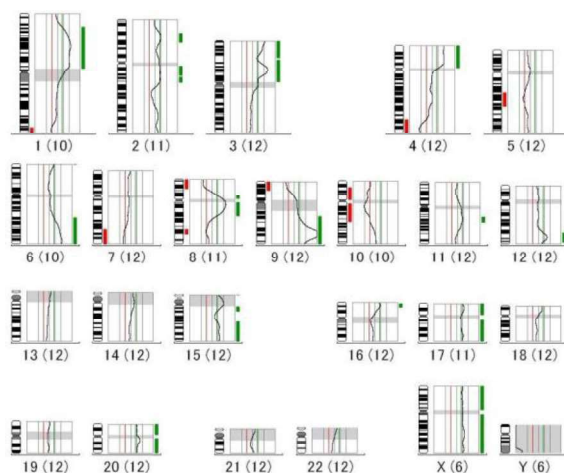 1 (10) 2 (11) 3 (12) 4 (12) 5 (12)
6 (10) 7 (12) 8 (11) 9 (12) 10 (10) 11 (12) 12 (12)
13 (12) 14 (12) 15 (12) 16 (12) 17 (11) 18 (12)
19 (12) 20 (12) 21 (12) 22 (12) X (6) Y (6)